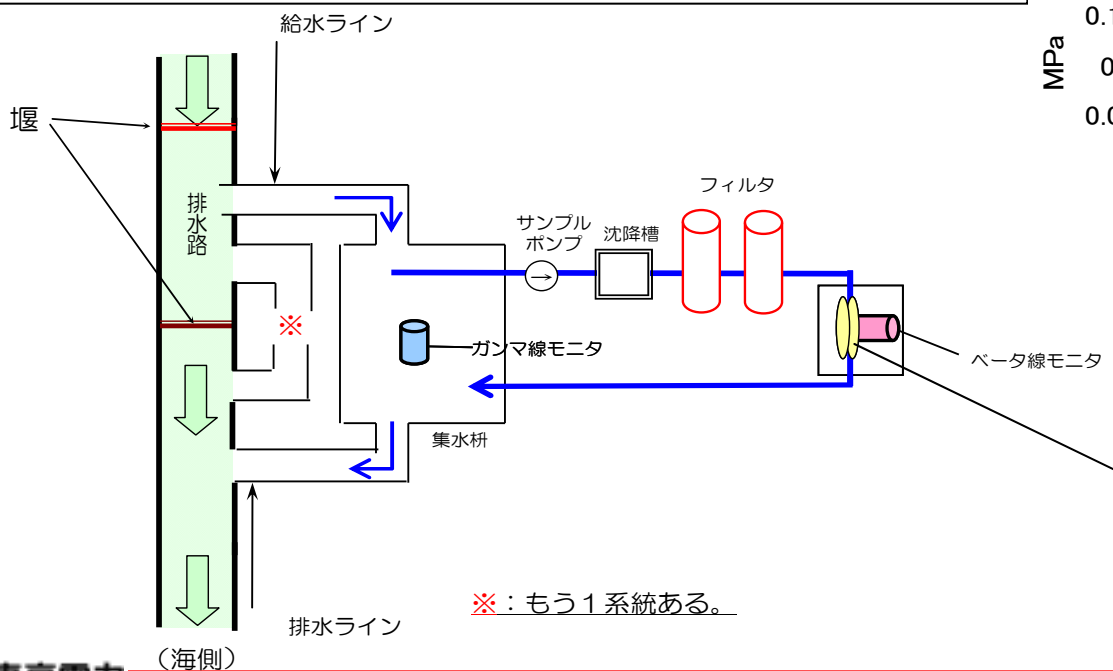 給水ライン
堰
排水路
MPa
フィルタ
サンプル
ポンプ
沈降槽
※
ガンマ線モニタ
ベータ線モニタ
集水枡
※：もう１系統ある。
排水ライン
（海側）